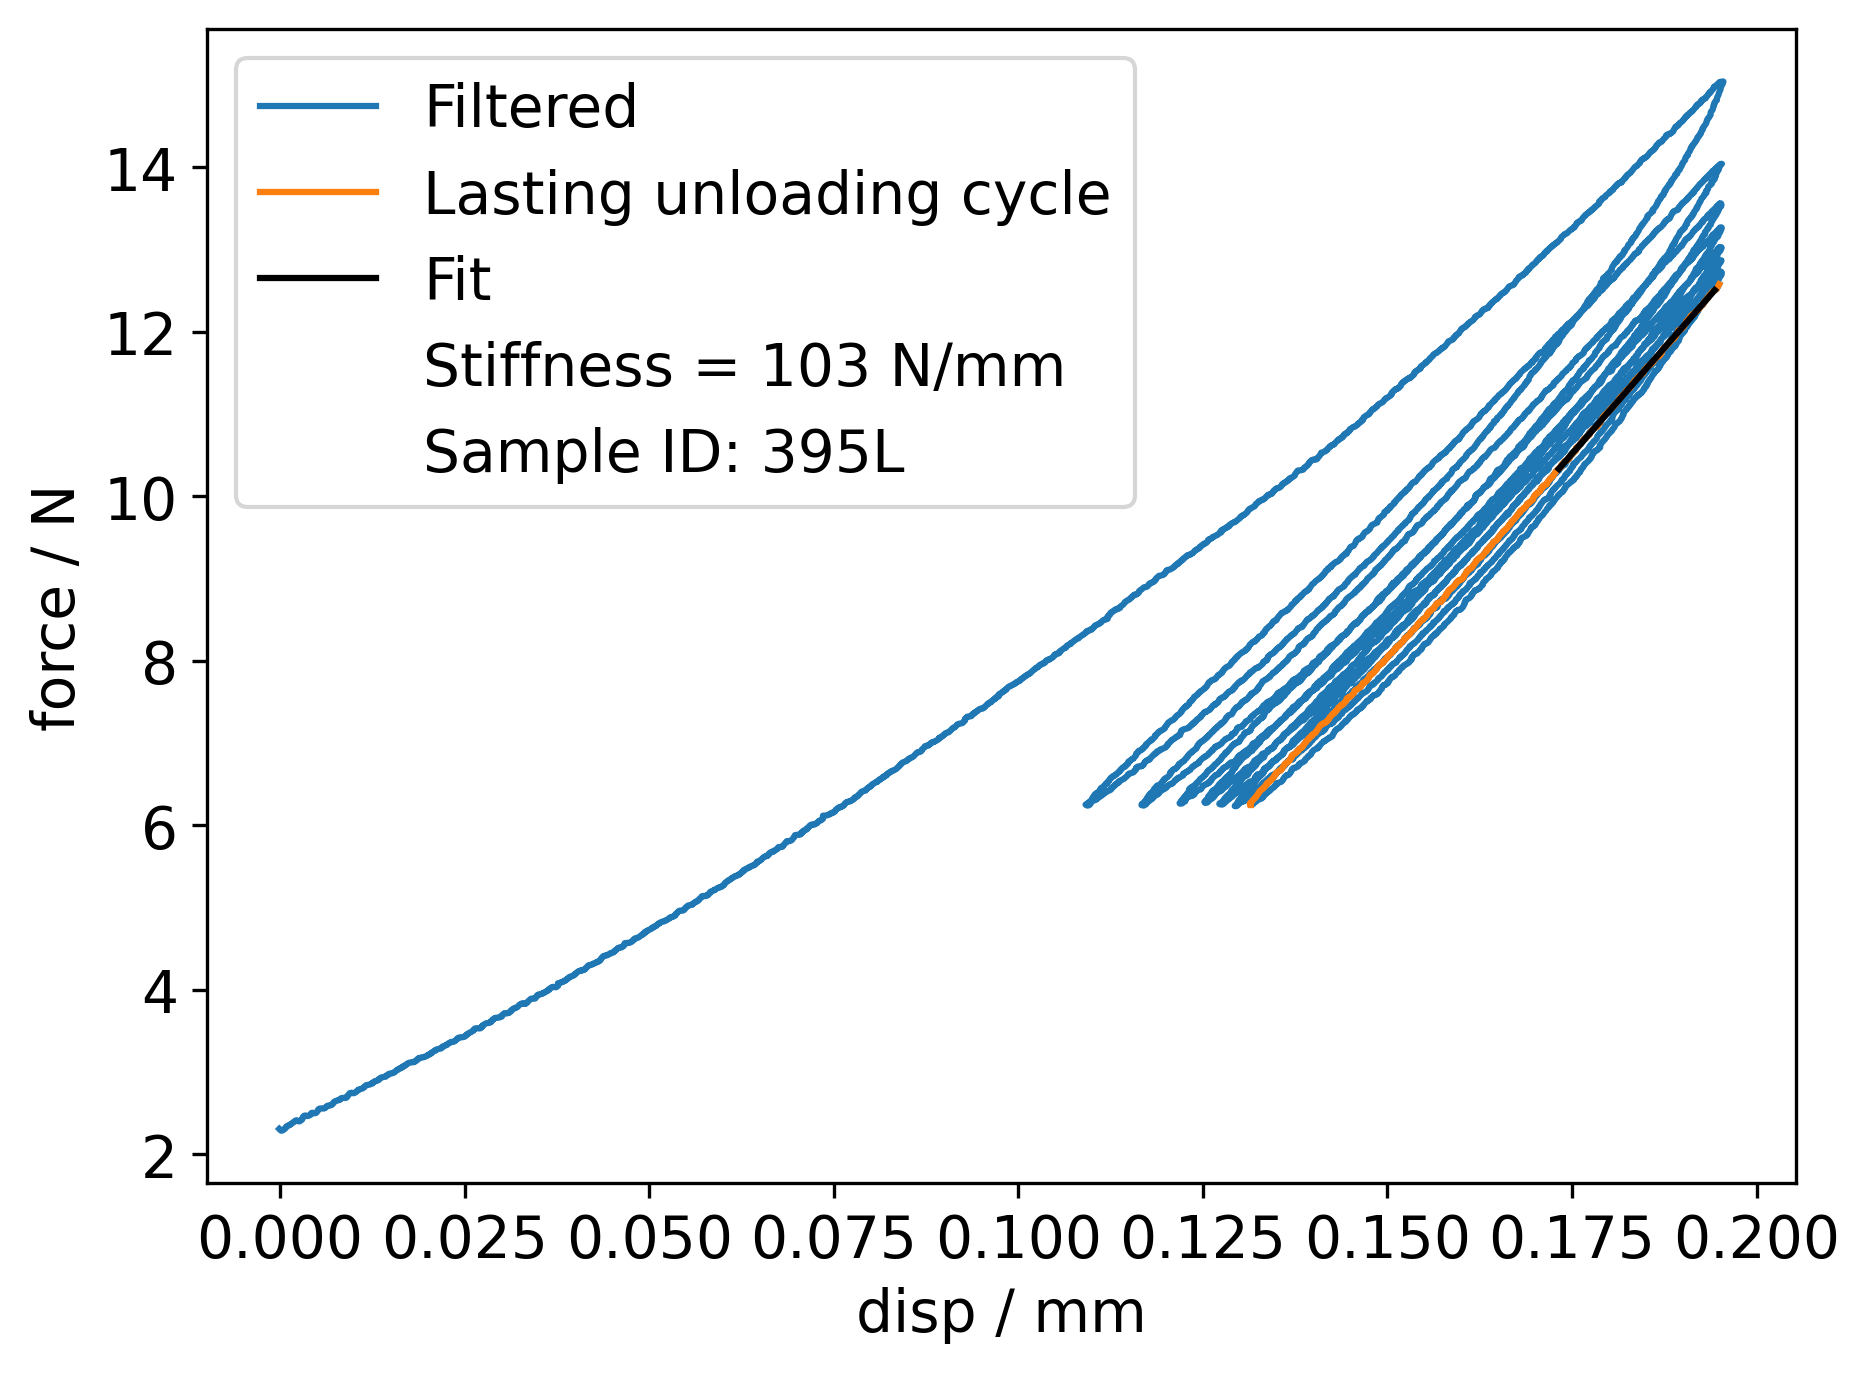 Filtered
Lasting unloading cycle
Fit
Stiffness = 103 N/mm
Sample ID: 395L
force / N
14
12
10
8
6
4
2
0.000 0.025 0.050 0.075 0.100 0.125 0.150 0.175 0.200
disp / mm